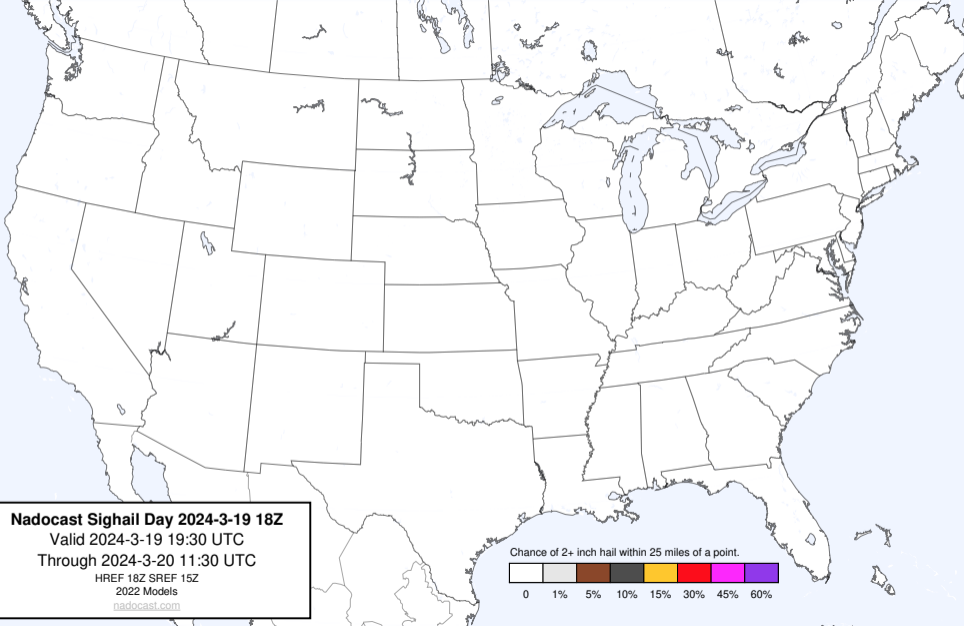 Nadocast Sighail Day 2024-3-19 18Z
Valid 2024-3-19 19:30 UTC
Through 2024-3-20 11:30 UTC
HREF 18Z SREF 15Z
2022 Models
nadocast.com
Chance of 2+ inch hail within 25 miles of a point.
0 1% 5% 10% 15% 30% 45% 60%